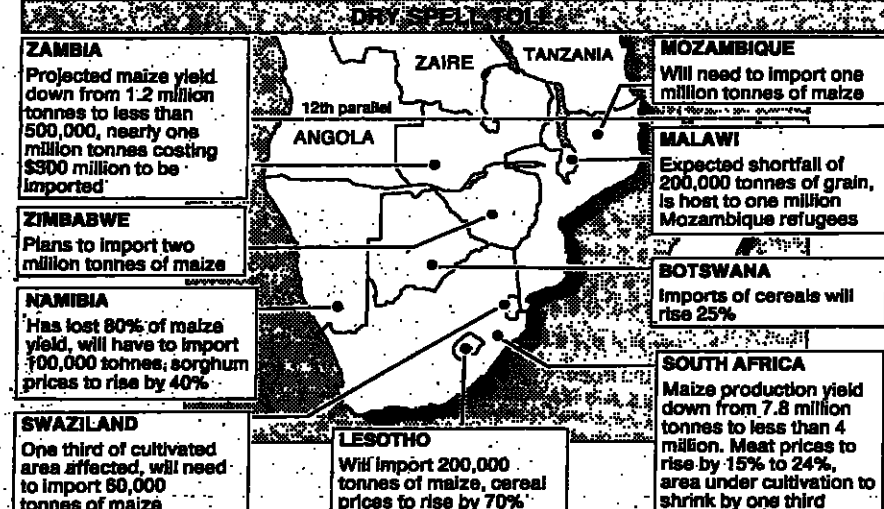 DRY SPELL TOLL
ZAMBIA
Projected maize yield
down from 1.2 million
tonnes to less than
500,000, nearly one
million tonnes costing
$300 million to be
imported
ZIMBABWE
Plans to import two
million tonnes of maize
NAMIBIA
Has lost 80% of maize
yield, will have to import
100,000 tonnes, sorghum
prices to rise by 40%
SWAZILAND
One third of cultivated
area affected, will need
to import 60,000
tonnes of maize
ZAIRE
TANZANIA
12th parallel
ANGOLA
LESOTHO
Will import 200,000
tonnes of maize, cereal
prices to rise by 70%
MOZAMBIQUE
Will need to import one
million tonnes of maize
MALAWI
Expected shortfall of
200,000 tonnes of grain,
is host to one million
Mozambique refugees
BOTSWANA
Imports of cereals will
rise 25%
SOUTH AFRICA
Maize production yield
down from 7.8 million
tonnes to less than 4
million. Meat prices to
rise by 15% to 24%,
area under cultivation to
shrink by one third